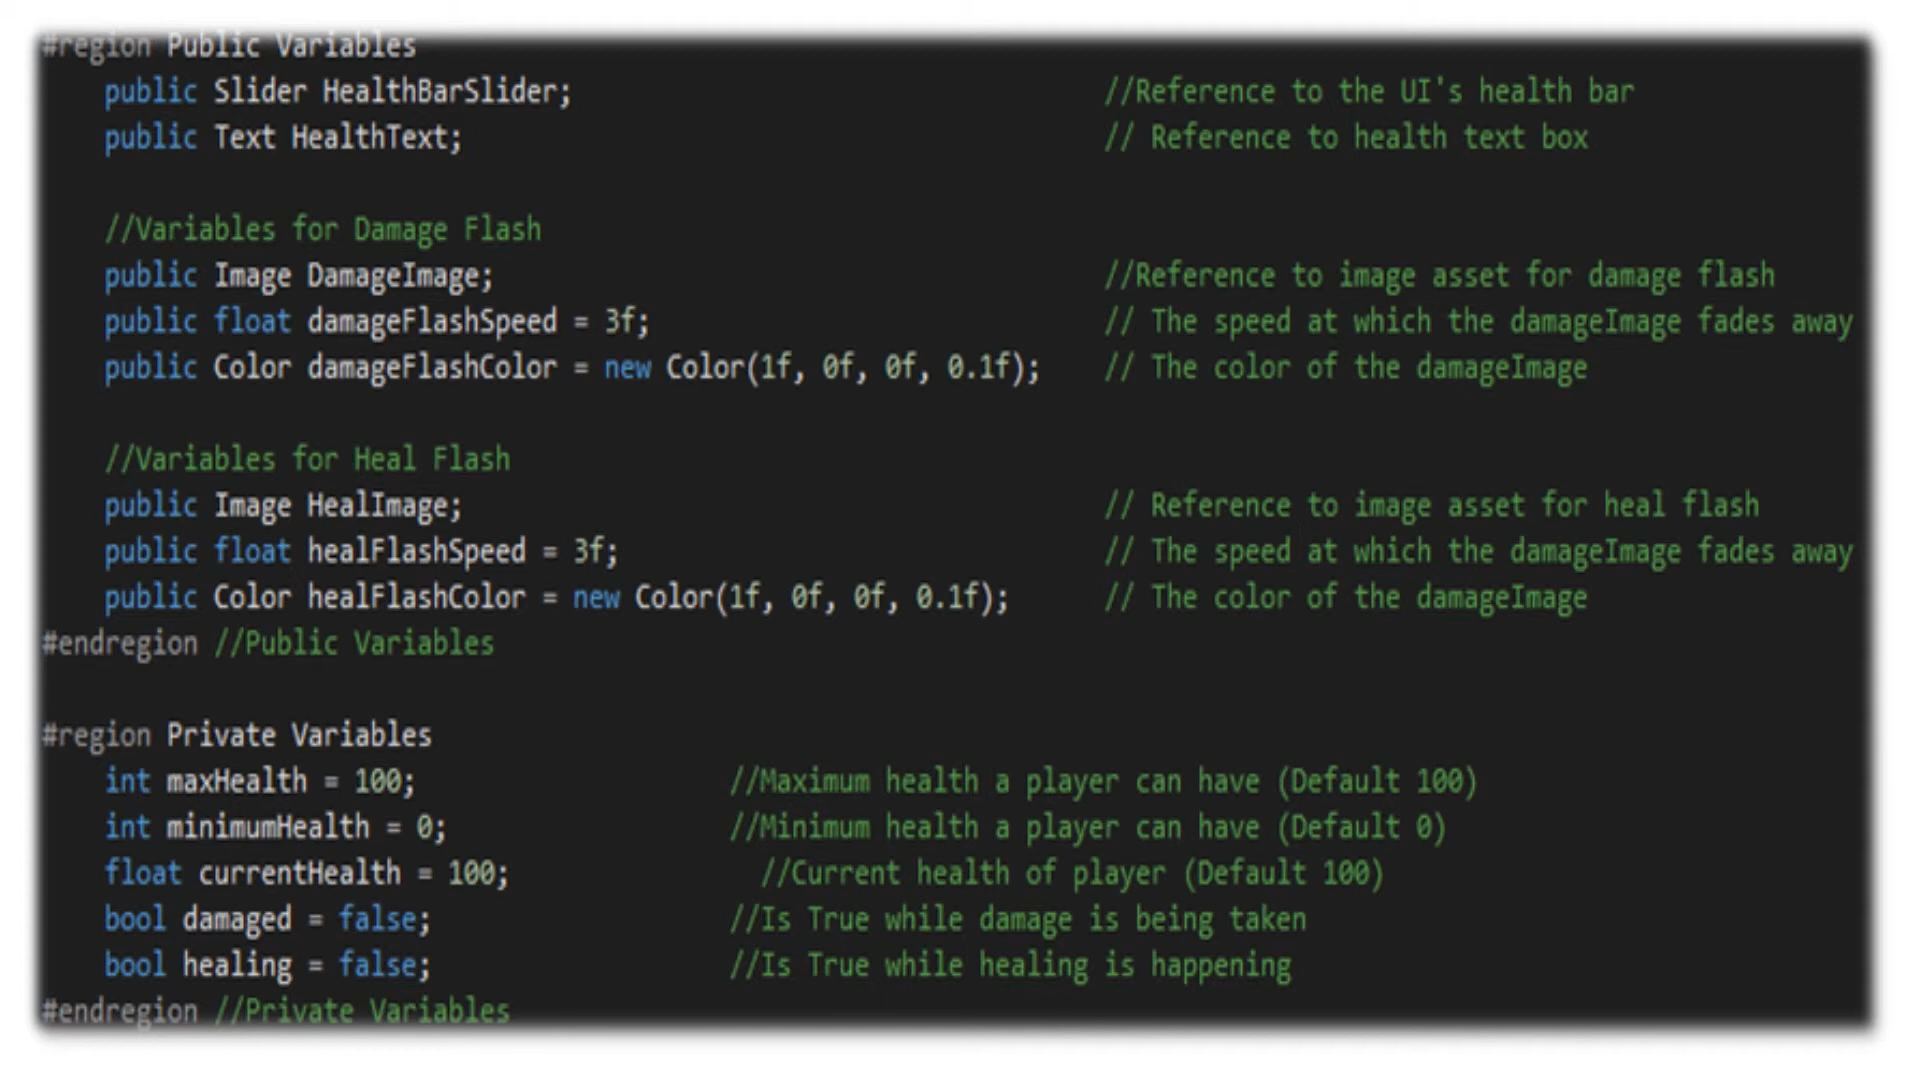 #region Public Variables
public Slider HealthBarSlider; //Reference to the UI's health bar
public Text HealthText; // Reference to health text box
//Variables for Damage Flash
public Image DamageImage; //Reference to image asset for damage flash
public float damageFlashSpeed = 3f; // The speed at which the damageImage fades away
public Color damageFlashColor = new Color(1f, 0f, 0f, 0.1f); // The color of the damageImage
//Variables for Heal Flash
public Image HealImage; // Reference to image asset for heal flash
public float healFlashSpeed = 3f; // The speed at which the damageImage fades away
public Color healFlashColor = new Color(1f, 0f, 0f, 0.1f); // The color of the damageImage
#endregion //Public Variables
#region Private Variables
int maxHealth = 100; //Maximum health a player can have (Default 100)
int minimumHealth = 0; //Minimum health a player can have (Default 0)
float currentHealth = 100; //Current health of player (Default 100)
bool damaged = false; //Is True while damage is being taken
bool healing = false; //Is True while healing is happening
#endregion //Private Variables